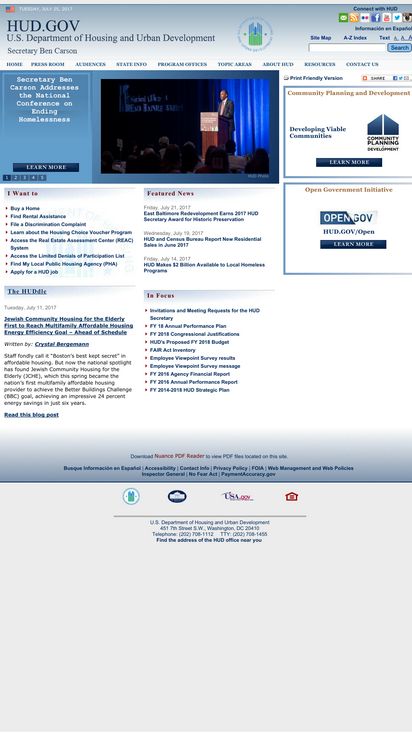 TUESDAY, JULY 25, 2017
Connect with HUD
HUD.GOV
U.S. Department of Housing and Urban Development
Secretary Ben Carson
Información en Español
Site Map A-Z Index Text A A A
Search
HOME PRESS ROOM AUDIENCES STATE INFO PROGRAM OFFICES TOPIC AREAS ABOUT HUD RESOURCES CONTACT US
Secretary Ben
Carson Addresses
the National
Conference on
Ending
Homelessness
LEARN MORE
1 2 3 4 5
HUD Photo
Print Friendly Version
SHARE
Community Planning and Development
Developing Viable
Communities
COMMUNITY
PLANNING
DEVELOPMENT
LEARN MORE
Open Government Initiative
OPENGOV
HUD.GOV/Open
LEARN MORE
I Want to
Buy a Home
Find Rental Assistance
File a Discrimination Complaint
Learn about the Housing Choice Voucher Program
Access the Real Estate Assessment Center (REAC)
System
Access the Limited Denials of Participation List
Find My Local Public Housing Agency (PHA)
Apply for a HUD job
Featured News
Friday, July 21, 2017
East Baltimore Redevelopment Earns 2017 HUD
Secretary Award for Historic Preservation
Wednesday, July 19, 2017
HUD and Census Bureau Report New Residential
Sales in June 2017
Friday, July 14, 2017
HUD Makes $2 Billion Available to Local Homeless
Programs
The HUDdle
Tuesday, July 11, 2017
Jewish Community Housing for the Elderly
First to Reach Multifamily Affordable Housing
Energy Efficiency Goal – Ahead of Schedule
Written by: Crystal Bergemann
Staff fondly call it "Boston's best kept secret" in
affordable housing. But now the national spotlight
has found Jewish Community Housing for the
Elderly (JCHE), which this spring became the
nation's first multifamily affordable housing
provider to achieve the Better Buildings Challenge
(BBC) goal, achieving an impressive 24 percent
energy savings in just six years.
Read this blog post
In Focus
Invitations and Meeting Requests for the HUD
Secretary
FY 18 Annual Performance Plan
FY 2018 Congressional Justifications
HUD's Proposed FY 2018 Budget
FAIR Act Inventory
Employee Viewpoint Survey results
Employee Viewpoint Survey message
FY 2016 Agency Financial Report
FY 2016 Annual Performance Report
FY 2014-2018 HUD Strategic Plan
Download Nuance PDF Reader to view PDF files located on this site.
Busque Información en Español | Accessibility | Contact Info | Privacy Policy | FOIA | Web Management and Web Policies
Inspector General | No Fear Act | PaymentAccuracy.gov
USA.gov
U.S. Department of Housing and Urban Development
451 7th Street S.W., Washington, DC 20410
Telephone: (202) 708-1112 TTY: (202) 708-1455
Find the address of the HUD office near you